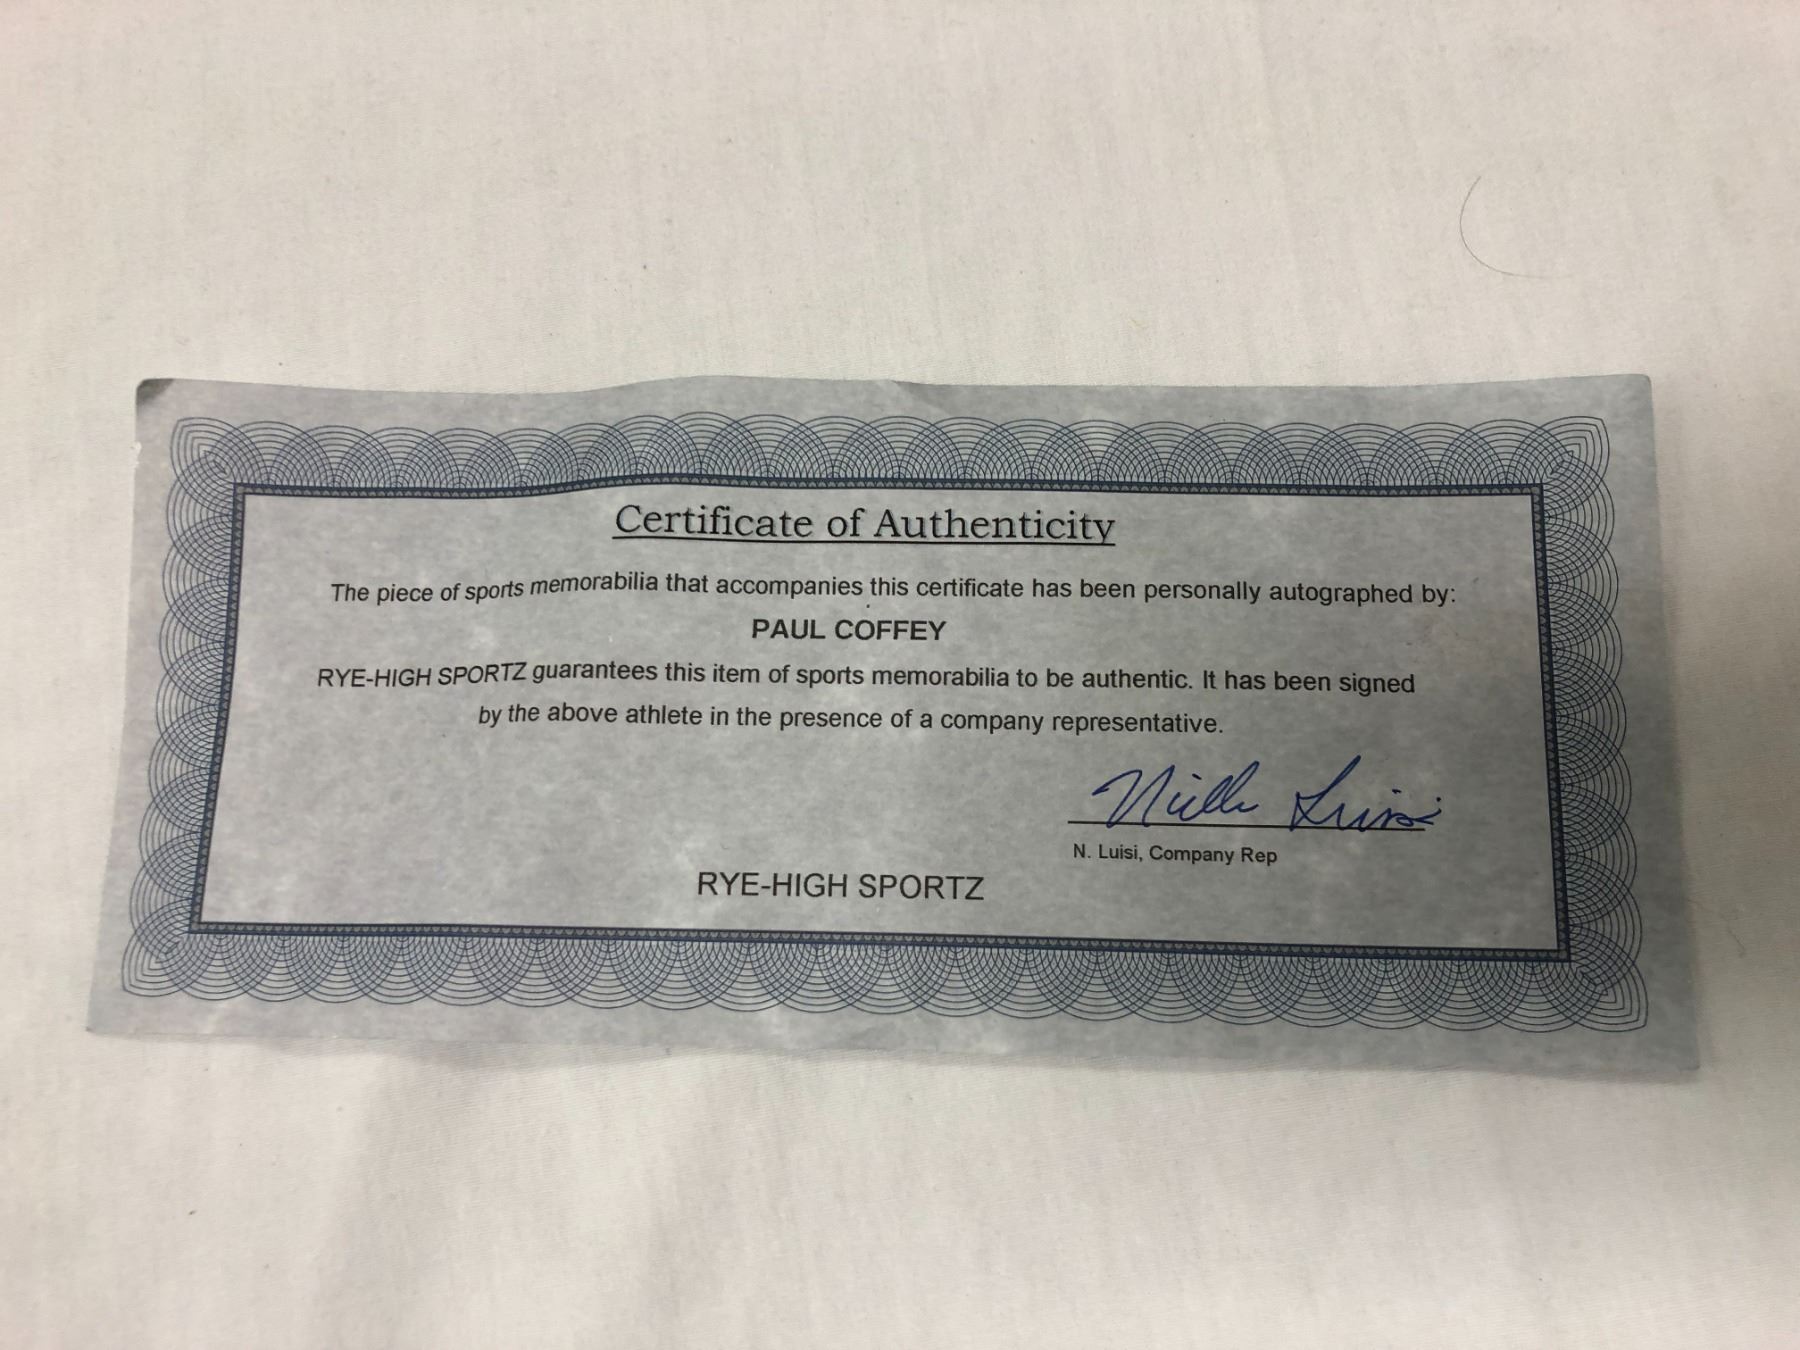 Certificate of Authenticity
The piece of sports memorabilia that accompanies this certificate has been personally autographed by:
PAUL COFFEY
RYE-HIGH SPORTZ guarantees this item of sports memorabilia to be authentic. It has been signed
by the above athlete in the presence of a company representative.
N. Luisi, Company Rep
RYE-HIGH SPORTZ